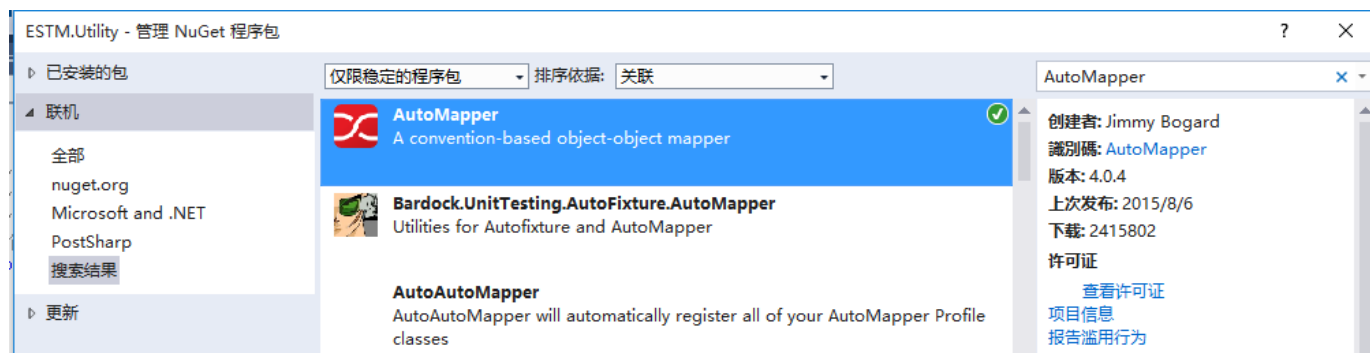 ESTM.Utility - 管理 NuGet 程序包
已安装的包
联机
全部
nuget.org
Microsoft and .NET
PostSharp
搜索结果
更新
仅限稳定的程序包 排序依据: 关联
AutoMapper
A convention-based object-object mapper
Bardock.UnitTesting.AutoFixture.AutoMapper
Utilities for Autofixture and AutoMapper
AutoAutoMapper
AutoAutoMapper will automatically register all of your AutoMapper Profile
classes
AutoMapper
创建者: Jimmy Bogard
識別碼: AutoMapper
版本: 4.0.4
上次发布: 2015/8/6
下载: 2415802
许可证
查看许可证
项目信息
报告滥用行为